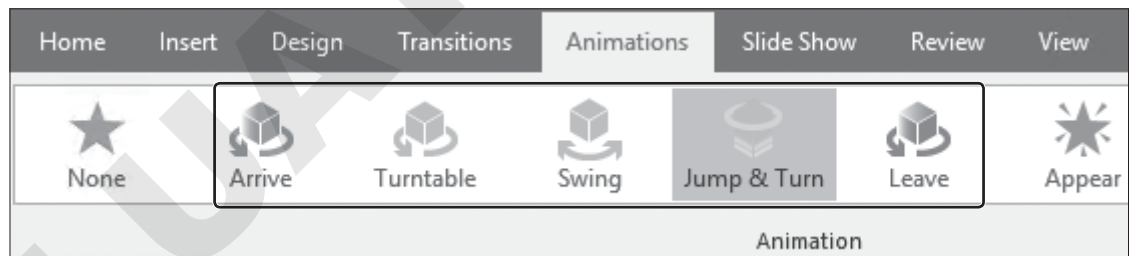 Home Insert Design Transitions Animations Slide Show Review View
None Arrive Turntable Swing Jump & Turn Leave Appear
Animation